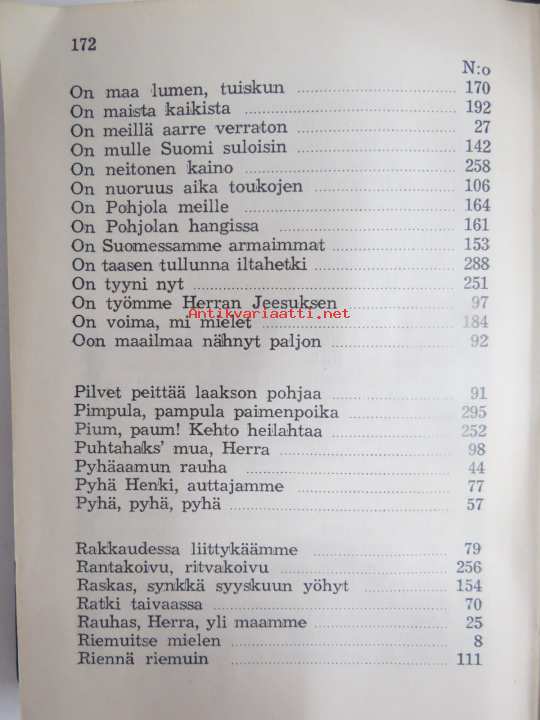 172
N:o
On maa lumen, tuiskun 170
On maista kaikista 192
On meillä aarre verraton 27
On mulle Suomi suloisin 142
On neitonen kaino 258
On nuoruus aika toukojen 106
On Pohjola meille 164
On Pohjolan hangissa 161
On Suomessamme armaimmat 153
On taasen tullunna iltahetki 288
On tyyni nyt 251
On työmme Herran Jeesuksen 97
Antikvariaatti.net
On voima, mi mielet 184
Oon maailmaa nähnyt paljon 92
Pilvet peittää laakson pohjaa 91
Pimpula, pampula paimenpoika 295
Pium, paum! Kehto heilahtaa 252
Puhtahaks' mua, Herra 98
Pyhäaamun rauha 44
Pyhä Henki, auttajamme 77
Pyhä, pyhä, pyhä 57
Rakkaudessa liittykäämme 79
Rantakoivu, ritvakoivu 256
Raskas, synkkä syyskuun yöhyt 154
Ratki taivaassa 70
Rauhas, Herra, yli maamme 25
Riemuitse mielen 8
Riennä riemuin 111